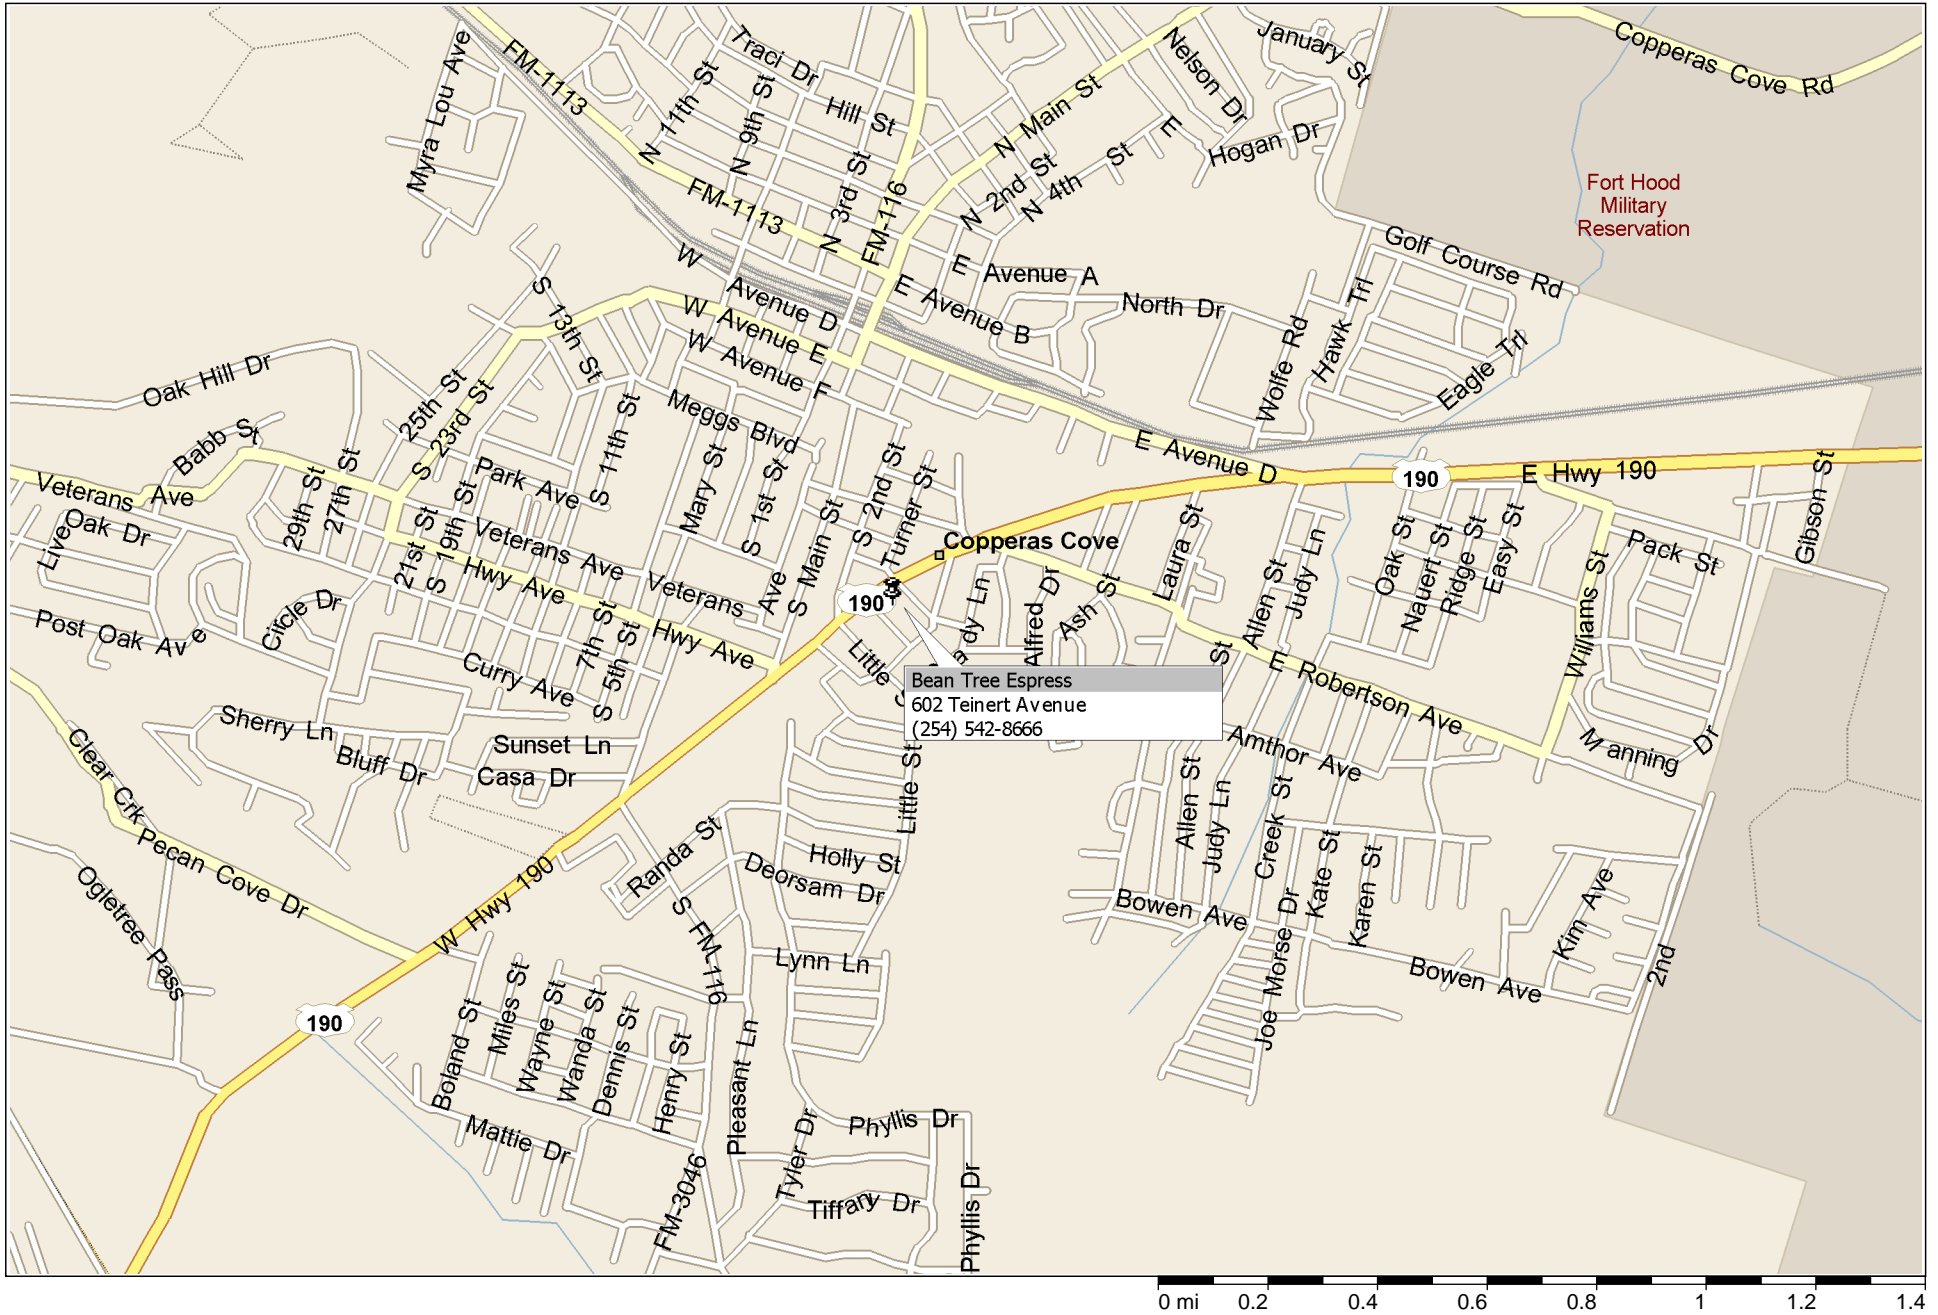 Copperas Cove Rd
January St
Nelson Dr
Traci Dr
FM-1113
Myra Lou Ave
N 11th St
N 9th St
Hill St
N Main St
E
Hogan Dr
N 2nd St
N 4th St
N 3rd St
FM-116
FM-1113
Fort Hood
Military
Reservation
Golf Course Rd
W Avenue D
E Avenue A
E Avenue B
North Dr
W Avenue E
W Avenue F
S 13th St
Hawk Trl
Wolfe Rd
Eagle Trl
Oak Hill Dr
25th St
S 23rd St
Babb St
Meggs Blvd
S 11th St
Mary St
S 1st St
S 2nd St
Turner St
E Avenue D
190
E Hwy 190
Gibson St
Veterans Ave
29th St
27th St
Park Ave
Live Oak Dr
21st St
S 19th St
Veterans Ave
Hwy Ave
Veterans Ave
S Main St
Copperas Cove
190
Laura St
Allen St
Judy Ln
Oak St
Nauert St
Ridge St
Easy St
Pack St
Williams St
Post Oak Ave
Circle Dr
7th St
S 5th St
Hwy Ave
Curry Ave
Little S
dy Ln
Alfred Dr
Ash St
St
E Robertson Ave
Bean Tree Espress
602 Teinert Avenue
(254) 542-8666
Manning Dr
Amthor Ave
Sherry Ln
Bluff Dr
Sunset Ln
Casa Dr
Clear Crk
Pecan Cove Dr
Ogletree Pass
Little St
Allen St
Judy Ln
Creek St
Kate St
Karen St
Randa St
Holly St
Deorsam Dr
W Hwy 190
S FM-116
Lynn Ln
Bowen Ave
Joe Morse Dr
Bowen Ave
Kim Ave
2nd
190
Boland St
Miles St
Wayne St
Wanda St
Dennis St
Henry St
Pleasant Ln
Mattie Dr
FM-3046
Tyler Dr
Phyllis Dr
Tiffany Dr
Phyllis Dr
0 mi 0.2 0.4 0.6 0.8 1 1.2 1.4